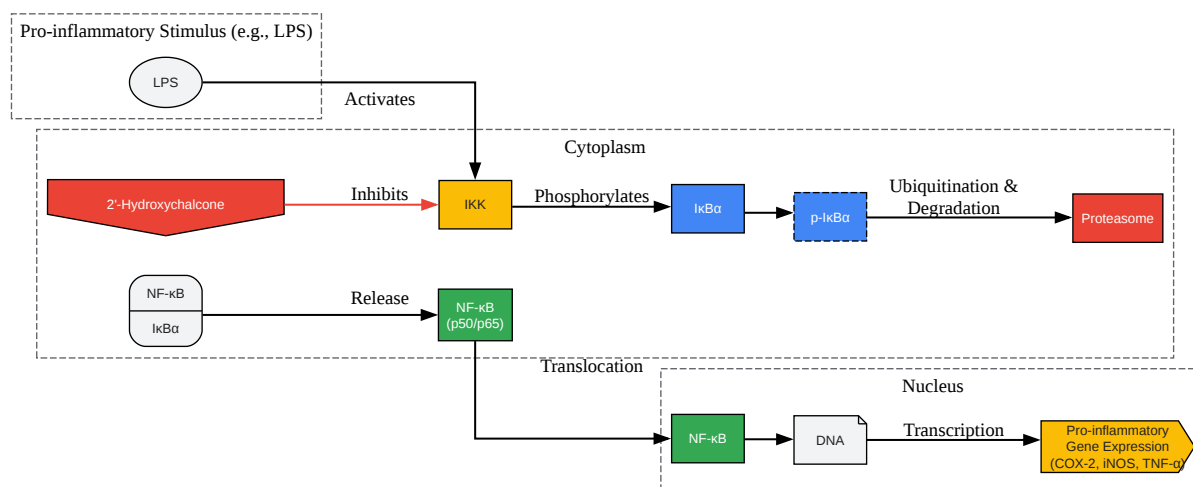 Pro-inflammatory Stimulus (e.g., LPS)
LPS
Activates
Cytoplasm
2'-Hydroxychalcone
Inhibits
IKK
Phosphorylates
IκBα
p-IκBα
Ubiquitination &
Degradation
Proteasome
NF-κB
IκBα
Release
NF-κB
(p50/p65)
Translocation
Nucleus
NF-κB
DNA
Transcription
Pro-inflammatory
Gene Expression
(COX-2, iNOS, TNF-α)